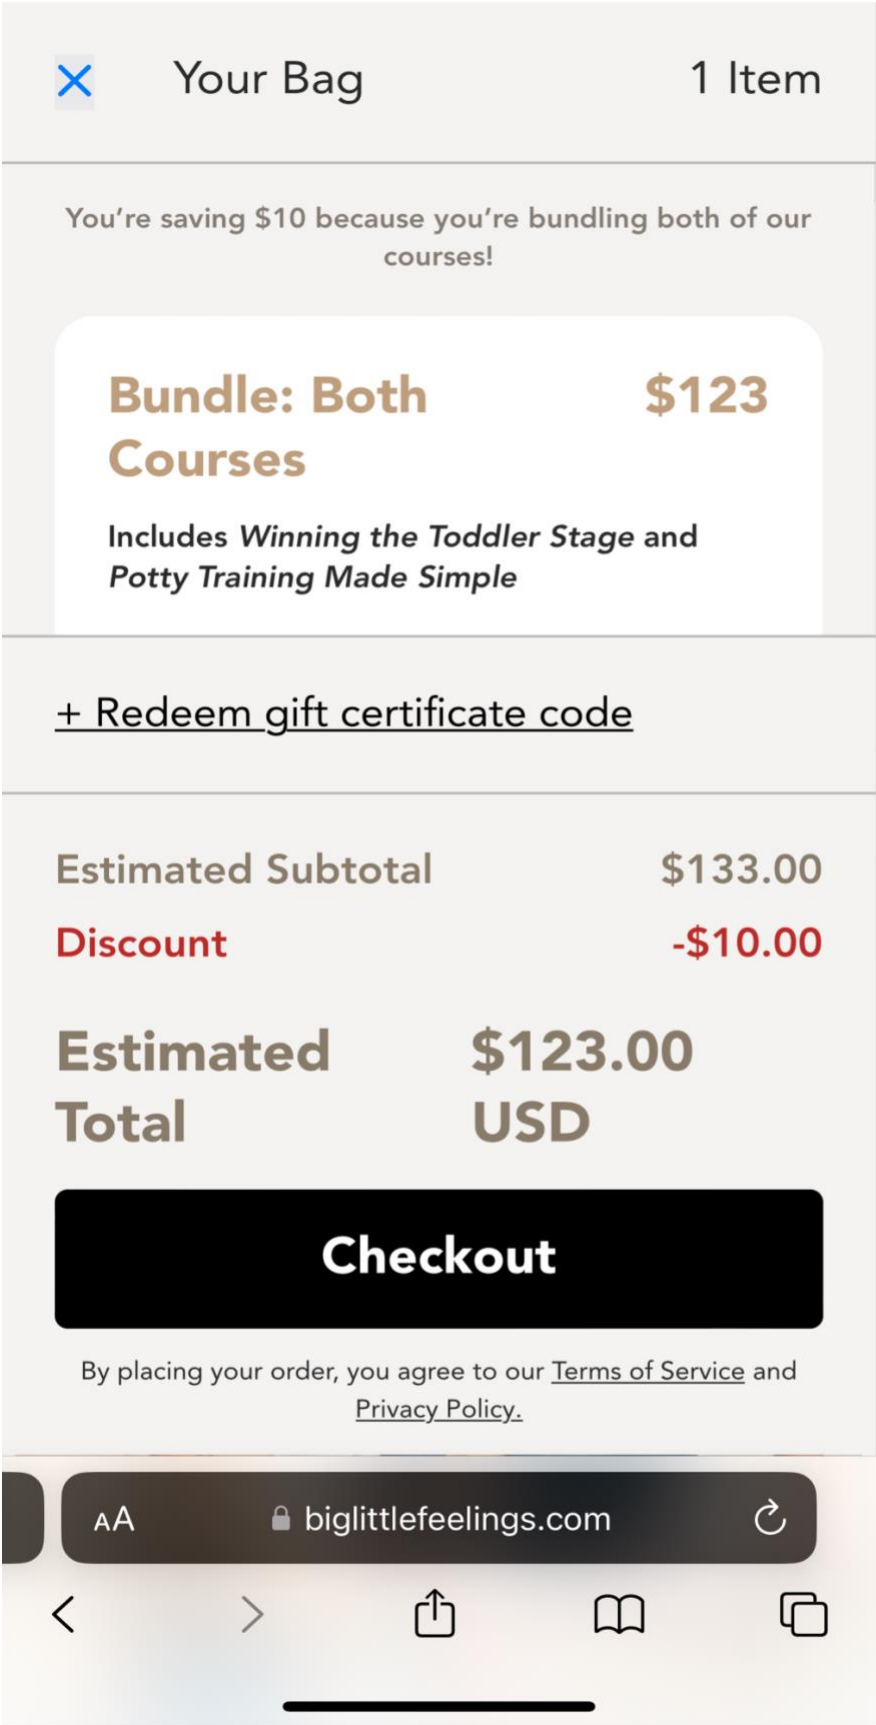 Your Bag 1 Item
You're saving $10 because you're bundling both of our
courses!
Bundle: Both $123
Courses
Includes Winning the Toddler Stage and
Potty Training Made Simple
+ Redeem gift certificate code
Estimated Subtotal $133.00
Discount -$10.00
Estimated $123.00
Total USD
Checkout
By placing your order, you agree to our Terms of Service and
Privacy Policy.
AA biglittlefeelings.com